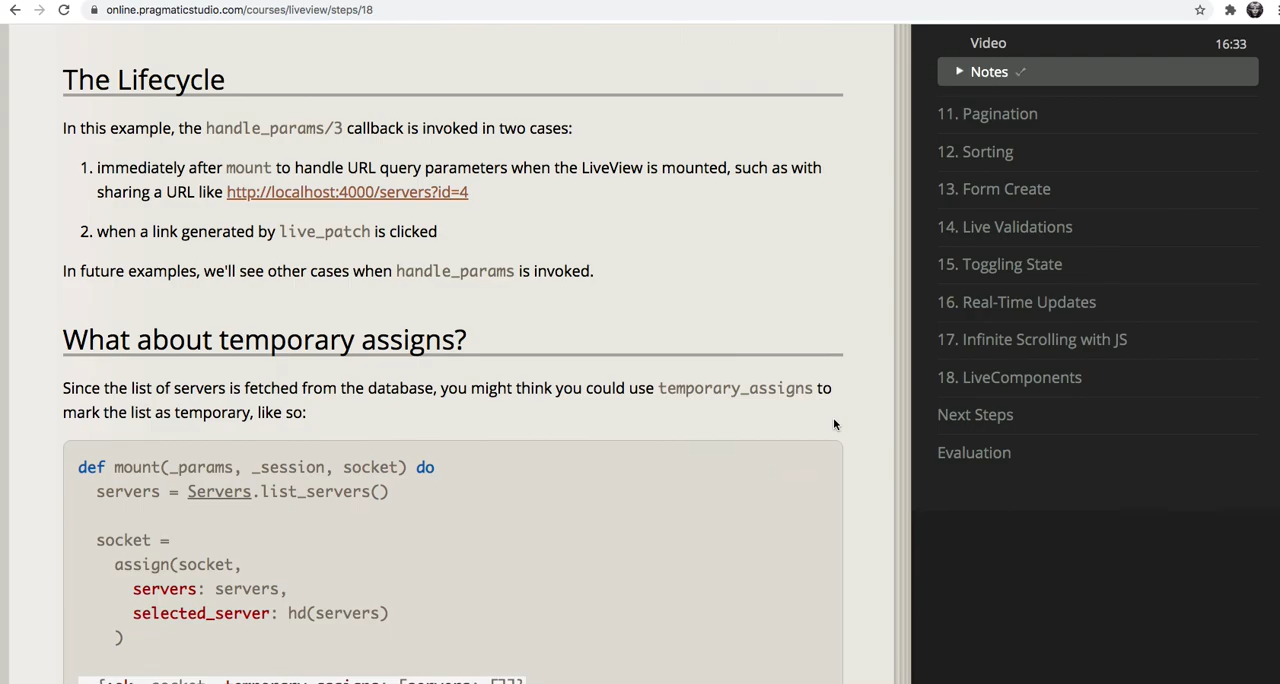 online.pragmaticstudio.com/courses/liveview/steps/18
The Lifecycle
In this example, the handle_params/3 callback is invoked in two cases:
1. immediately after mount to handle URL query parameters when the LiveView is mounted, such as with
sharing a URL like http://localhost:4000/servers?id=4
2. when a link generated by live_patch is clicked
In future examples, we'll see other cases when handle_params is invoked.
What about temporary assigns?
Since the list of servers is fetched from the database, you might think you could use temporary_assigns to
mark the list as temporary, like so:
def mount(_params, _session, socket) do
servers = Servers.list_servers()
socket =
assign(socket,
servers: servers,
selected_server: hd(servers)
)
{:ok, socket, temporary_assigns: [servers: []]}
Video 16:33
Notes ✓
11. Pagination
12. Sorting
13. Form Create
14. Live Validations
15. Toggling State
16. Real-Time Updates
17. Infinite Scrolling with JS
18. LiveComponents
Next Steps
Evaluation